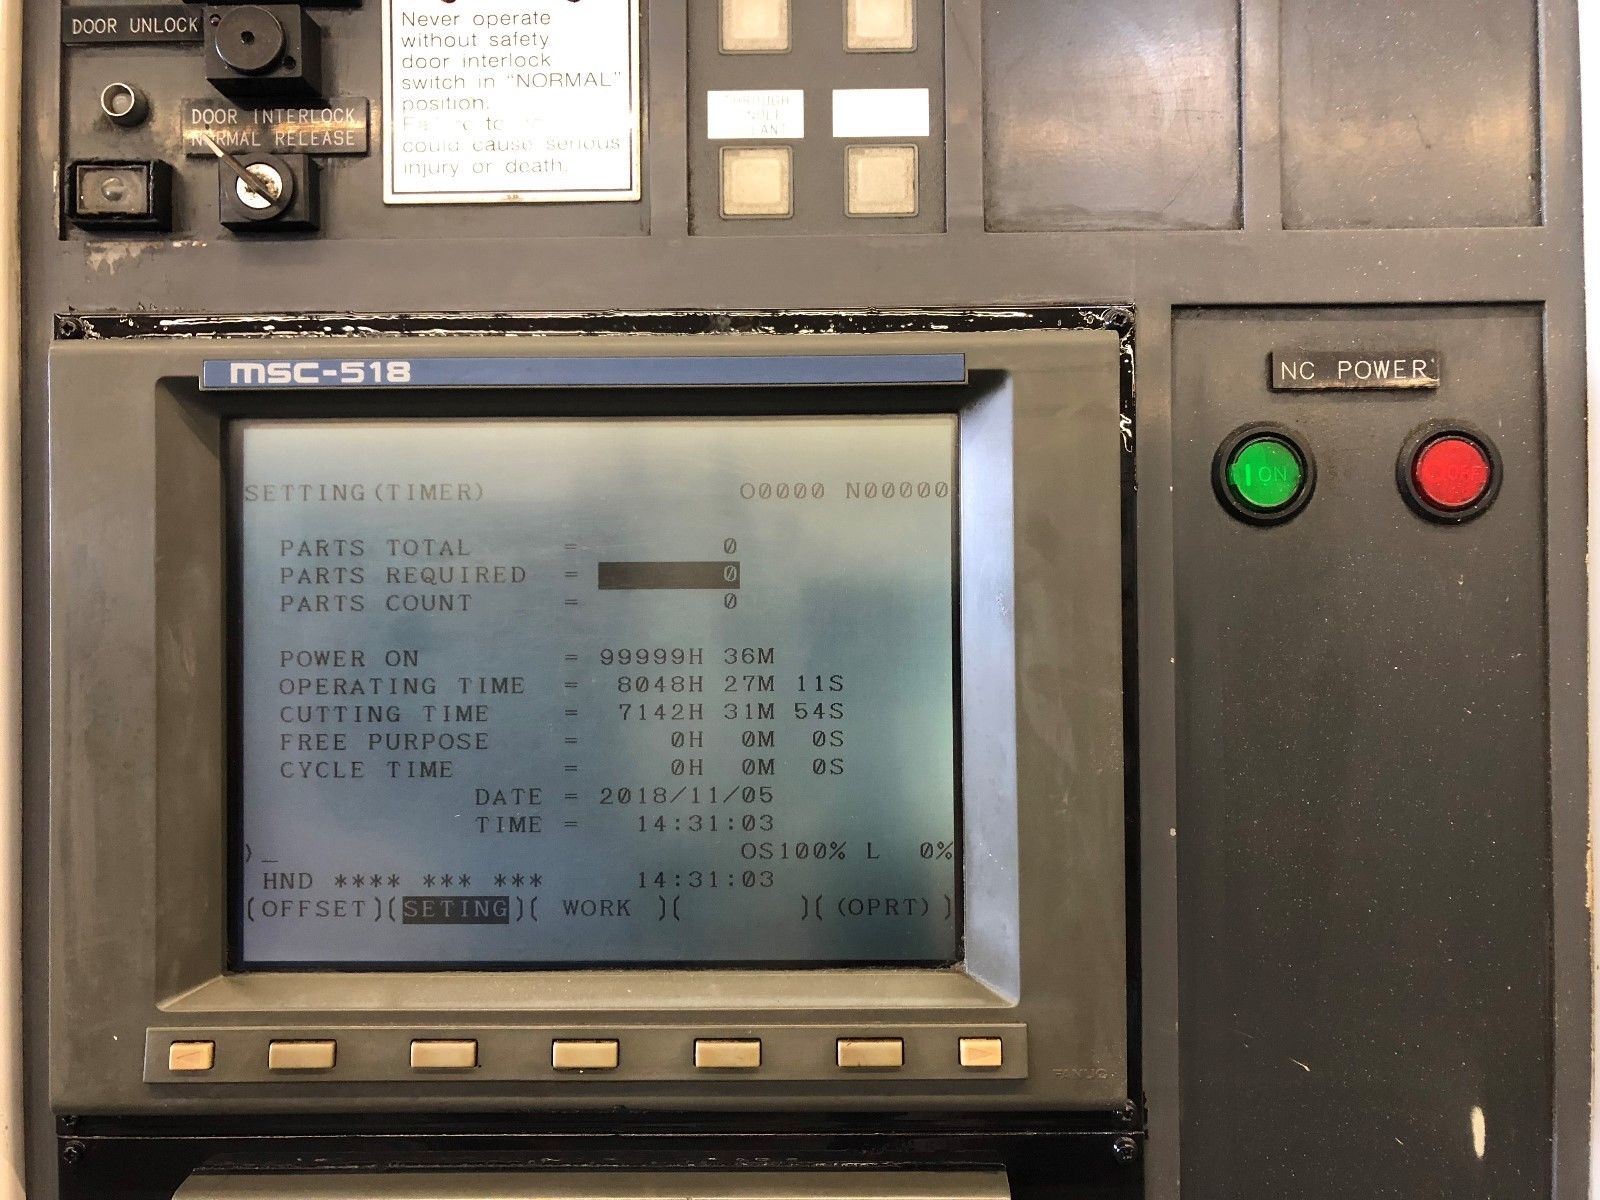 DOOR UNLOCK
DOOR INTERLOCK
NORMAL RELEASE
Never operate
without safety
door interlock
switch in "NORMAL"
position.
could cause serious
injury or death.
THROUGH
MSC-518
SETTING(TIMER) O0000 N00000
PARTS TOTAL = 0
PARTS REQUIRED = 0
PARTS COUNT = 0
POWER ON = 99999H 36M
OPERATING TIME = 8048H 27M 11S
CUTTING TIME = 7142H 31M 54S
FREE PURPOSE = 0H 0M 0S
CYCLE TIME = 0H 0M 0S
DATE = 2018/11/05
TIME = 14:31:03
)_ OS100% L 0%
HND **** *** *** 14:31:03
(OFFSET)(SETING)( WORK )( )( (OPRT) )
FANUC
NC POWER
ON
OFF